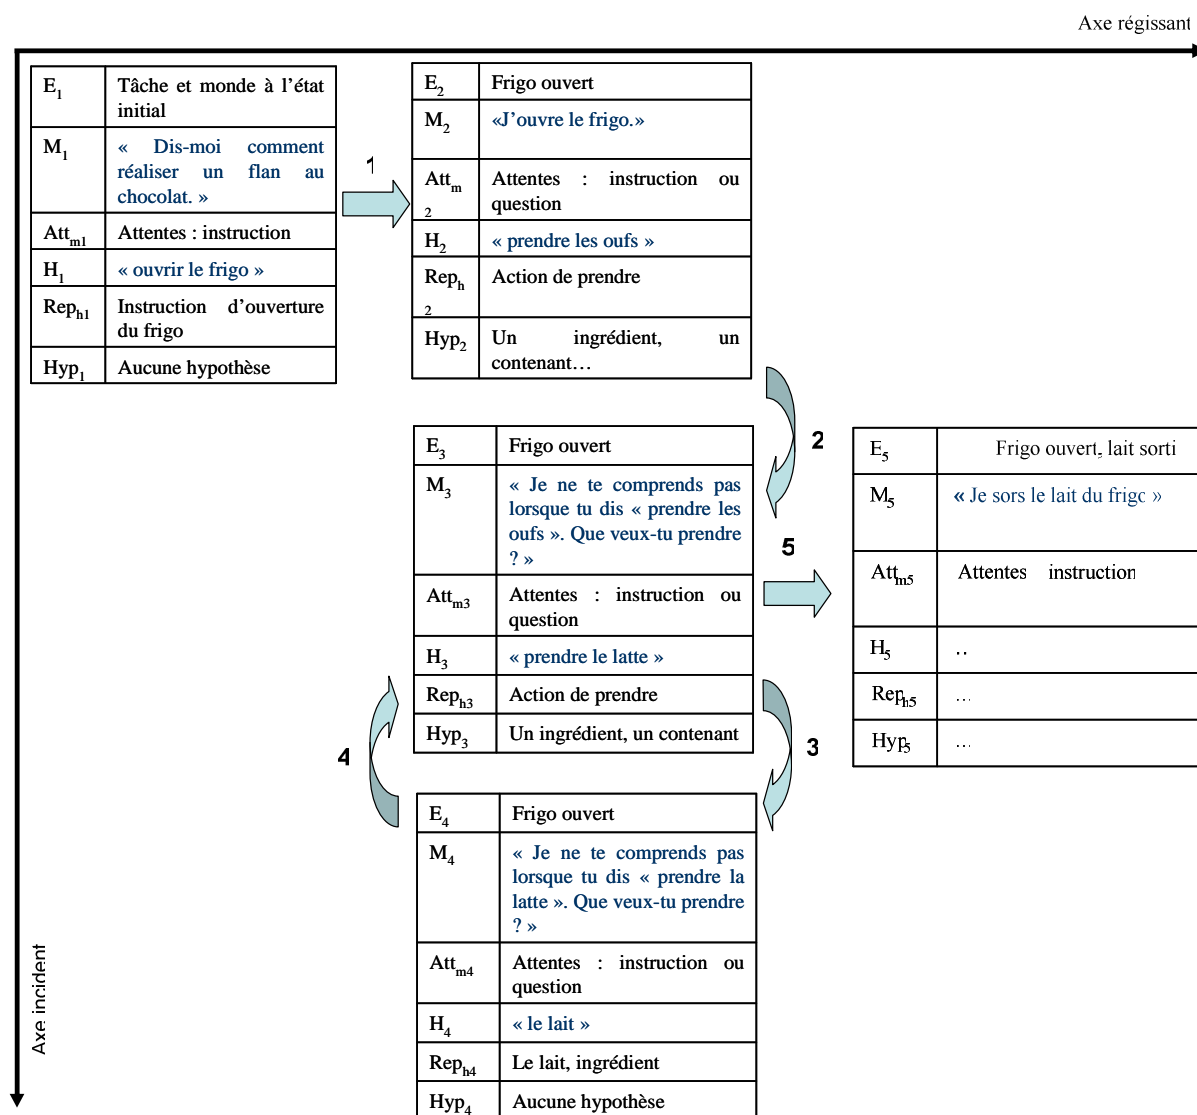 Axe régissant
E1 Tâche et monde à l'état
initial
M1 « Dis-moi comment
réaliser un flan au
chocolat. »
Attm1 Attentes : instruction
H1 « ouvrir le frigo »
Reph1 Instruction d'ouverture
du frigo
Hyp1 Aucune hypothèse
1
E2 Frigo ouvert
M2 «J'ouvre le frigo.»
Attm Attentes : instruction ou
2 question
H2 « prendre les oufs »
Reph Action de prendre
2
Hyp2 Un ingrédient, un
contenant…
2
E3 Frigo ouvert
M3 « Je ne te comprends pas
lorsque tu dis « prendre les
oufs ». Que veux-tu prendre
? »
Attm3 Attentes : instruction ou
question
H3 « prendre le latte »
Reph3 Action de prendre
Hyp3 Un ingrédient, un contenant
5
E5 Frigo ouvert, lait sorti
M5 « Je sors le lait du frigo »
Attm5 Attentes instruction
H5 ..
Reph5 ...
Hyp5 ...
4
3
E4 Frigo ouvert
M4 « Je ne te comprends pas
lorsque tu dis « prendre la
latte ». Que veux-tu prendre
? »
Attm4 Attentes : instruction ou
question
H4 « le lait »
Reph4 Le lait, ingrédient
Hyp4 Aucune hypothèse
Axe incident